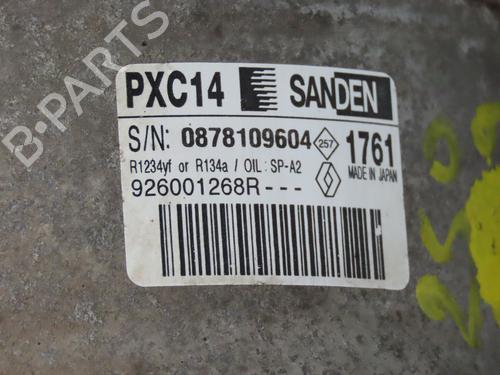 PXC14 SANDEN
S/N: 0878109604 257 1761
R1234yf or R134a / OIL: SP-A2 MADE IN JAPAN
926001268R---
B-PARTS